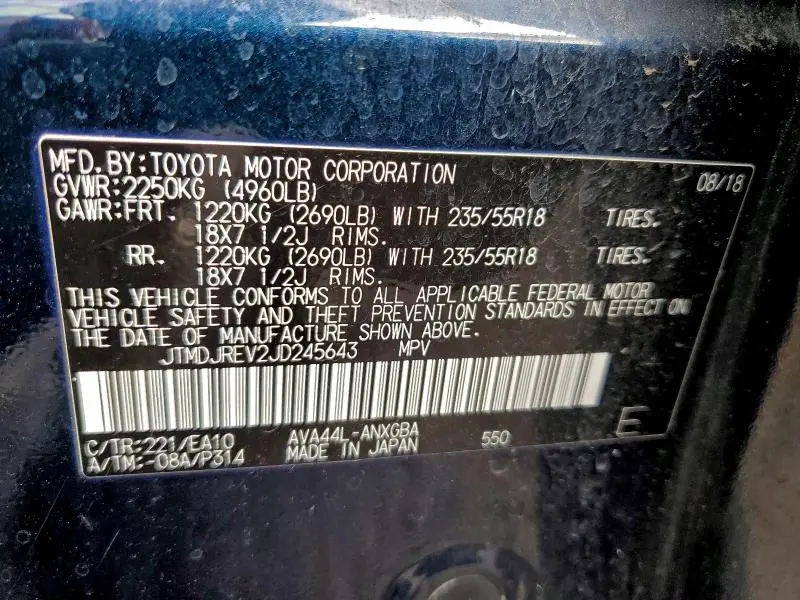 MFD.BY:TOYOTA MOTOR CORPORATION 08/18
GVWR:2250KG (4960LB)
GAWR:FRT. 1220KG (2690LB) WITH 235/55R18 TIRES.
18X7 1/2J RIMS.
RR. 1220KG (2690LB) WITH 235/55R18 TIRES.
18X7 1/2J RIMS.
THIS VEHICLE CONFORMS TO ALL APPLICABLE FEDERAL MOTOR
VEHICLE SAFETY AND THEFT PREVENTION STANDARDS IN EFFECT ON
THE DATE OF MANUFACTURE SHOWN ABOVE.
JTMDJREV2JD245643 MPV
C/TR:221/EA10 AVA44L-ANXGBA 550 E
A/TM:-08A/P314 MADE IN JAPAN